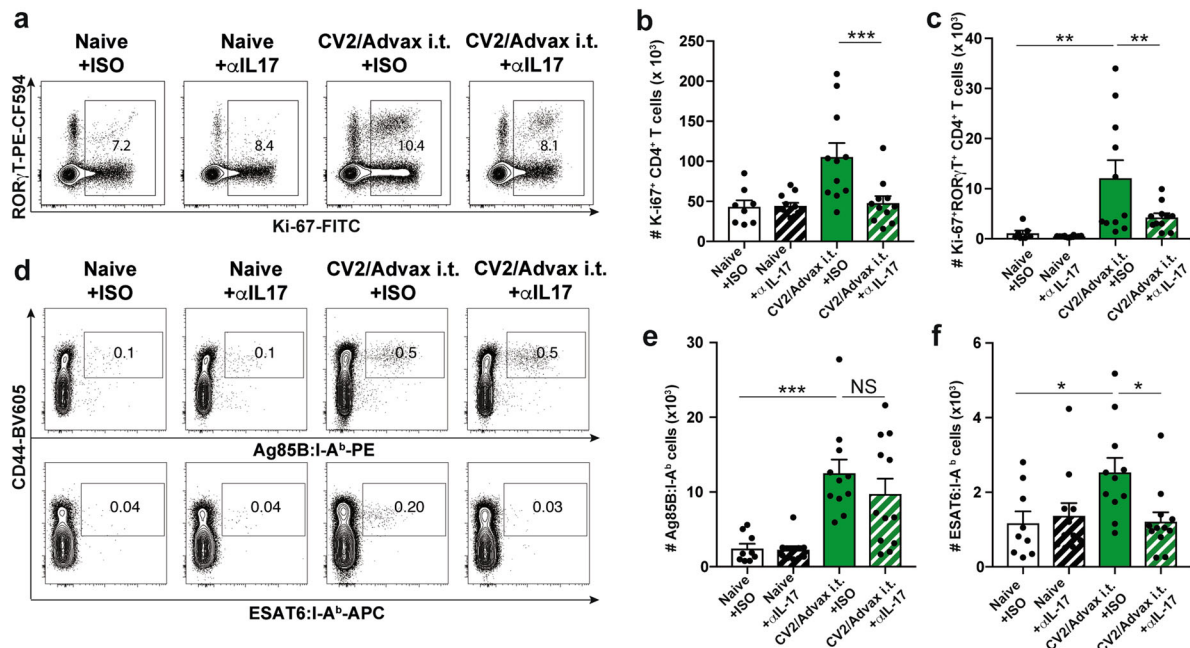 a
Naive
+ISO
Naive
+αIL17
CV2/Advax i.t.
+ISO
CV2/Advax i.t.
+αIL17
RORγT-PE-CF594
7.2
8.4
10.4
8.1
Ki-67-FITC
b
# K-i67⁺ CD4⁺ T cells (x 10³)
250
200
150
100
50
0
***
Naive
+ISO
Naive
+α IL-17
CV2/Advax i.t.
+ISO
CV2/Advax i.t.
+α IL-17
c
# Ki-67⁺RORγT⁺ CD4⁺ T cells (x 10³)
40
30
20
10
0
**
**
Naive
+ISO
Naive
+α IL-17
CV2/Advax i.t.
+ISO
CV2/Advax i.t.
+α IL-17
d
Naive
+ISO
Naive
+αIL17
CV2/Advax i.t.
+ISO
CV2/Advax i.t.
+αIL17
CD44-BV605
0.1
0.1
0.5
0.5
Ag85B:I-Aᵇ-PE
0.04
0.04
0.20
0.03
ESAT6:I-Aᵇ-APC
e
# Ag85B:I-Aᵇ cells (x10³)
30
20
10
0
***
NS
Naive
+ISO
Naive
+αIL-17
CV2/Advax i.t.
+ISO
CV2/Advax i.t.
+αIL-17
f
# ESAT6:I-Aᵇ cells (x10³)
6
4
2
0
*
*
Naive
+ISO
Naive
+αIL-17
CV2/Advax i.t.
+ISO
CV2/Advax i.t.
+αIL-17